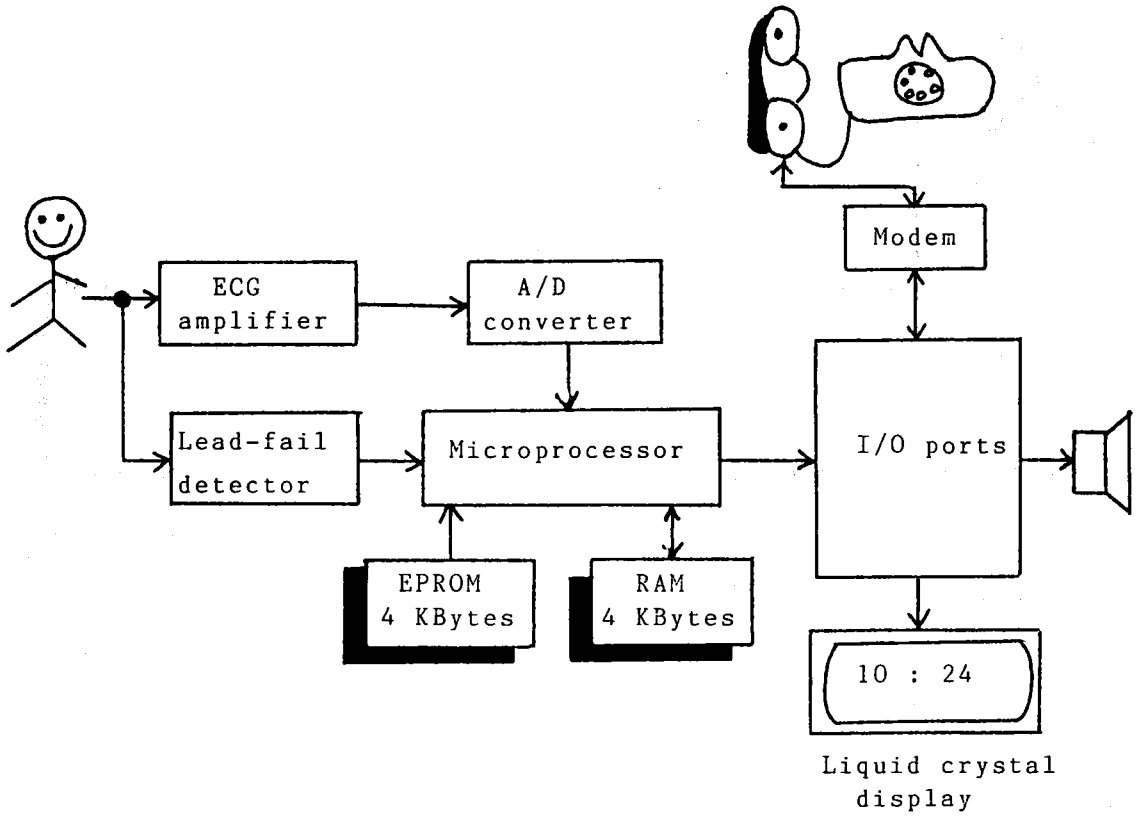 Modem
ECG
amplifier
A/D
converter
Lead-fail
detector
Microprocessor
I/O ports
EPROM
4 KBytes
RAM
4 KBytes
10 : 24
Liquid crystal
display